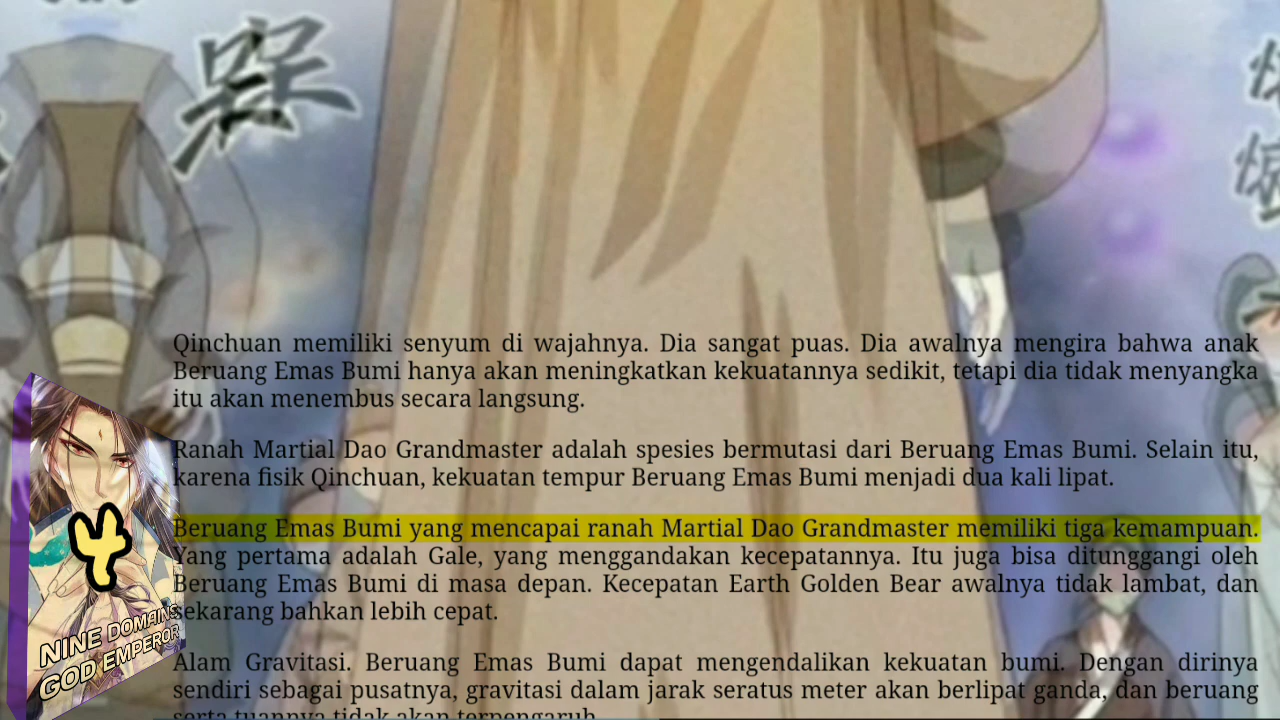 巽
Qinchuan memiliki senyum di wajahnya. Dia sangat puas. Dia awalnya mengira bahwa anak
Beruang Emas Bumi hanya akan meningkatkan kekuatannya sedikit, tetapi dia tidak menyangka
itu akan menembus secara langsung.
Ranah Martial Dao Grandmaster adalah spesies bermutasi dari Beruang Emas Bumi. Selain itu,
karena fisik Qinchuan, kekuatan tempur Beruang Emas Bumi menjadi dua kali lipat.
Beruang Emas Bumi yang mencapai ranah Martial Dao Grandmaster memiliki tiga kemampuan.
Yang pertama adalah Gale, yang menggandakan kecepatannya. Itu juga bisa ditunggangi oleh
Beruang Emas Bumi di masa depan. Kecepatan Earth Golden Bear awalnya tidak lambat, dan
sekarang bahkan lebih cepat.
Alam Gravitasi. Beruang Emas Bumi dapat mengendalikan kekuatan bumi. Dengan dirinya
sendiri sebagai pusatnya, gravitasi dalam jarak seratus meter akan berlipat ganda, dan beruang
serta tuannya tidak akan terpengaruh.
4
NINE DOMAINS
GOD EMPEROR